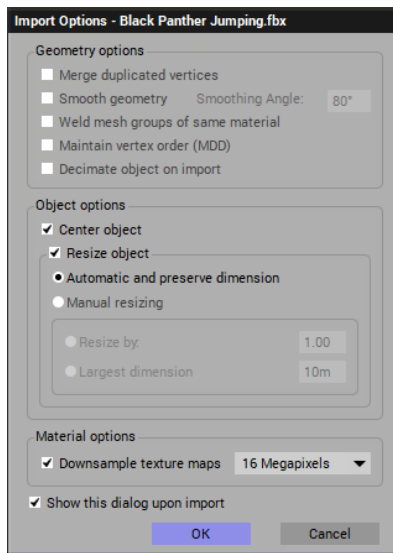 Import Options - Black Panther Jumping.fbx
Geometry options
Merge duplicated vertices
Smooth geometry Smoothing Angle: 80°
Weld mesh groups of same material
Maintain vertex order (MDD)
Decimate object on import
Object options
Center object
Resize object
Automatic and preserve dimension
Manual resizing
Resize by: 1.00
Largest dimension 10m
Material options
Downsample texture maps 16 Megapixels
Show this dialog upon import
OK Cancel